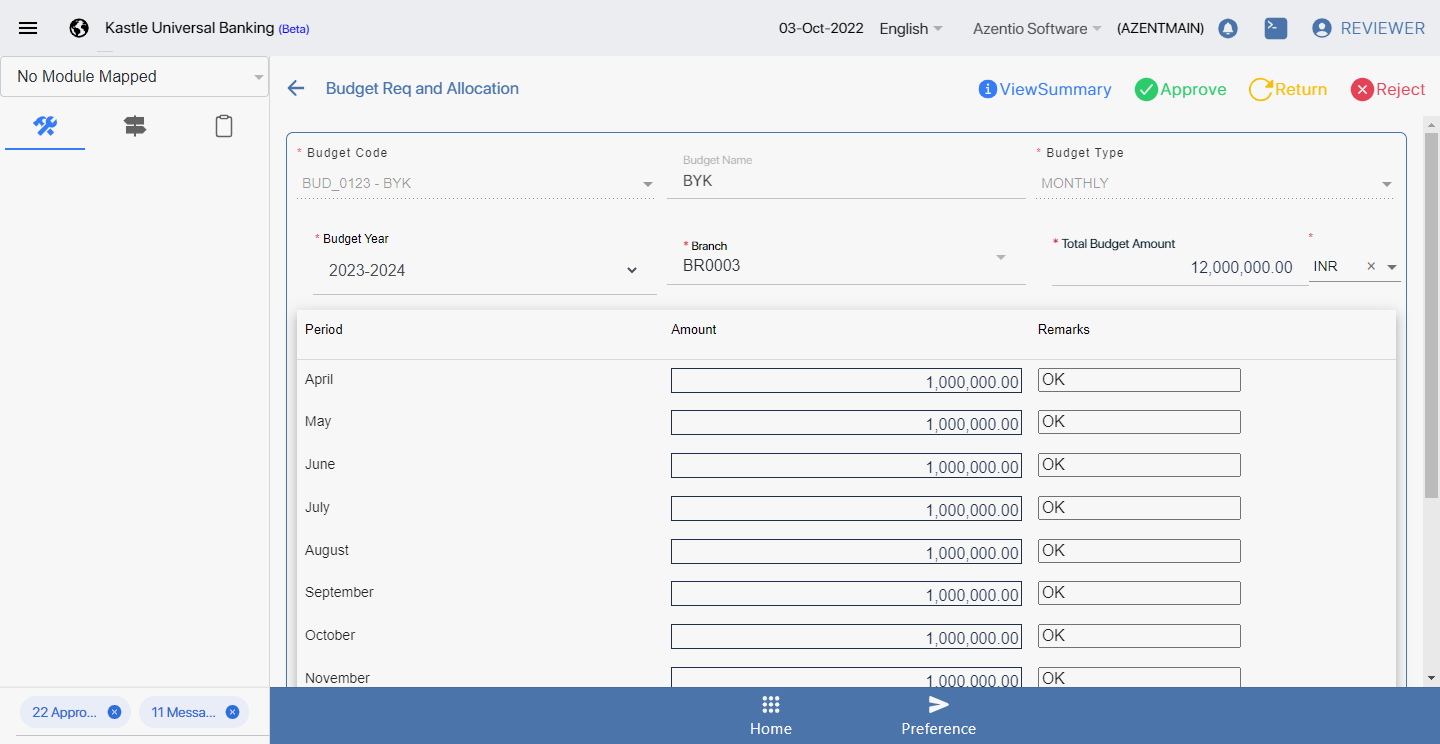 Kastle Universal Banking (Beta) 03-Oct-2022 English Azentio Software (AZENTMAIN) REVIEWER
No Module Mapped
Budget Req and Allocation ViewSummary Approve Return Reject
* Budget Code Budget Name * Budget Type
BUD_0123 - BYK BYK MONTHLY
* Budget Year * Branch * Total Budget Amount *
2023-2024 BR0003 12,000,000.00 INR
Period Amount Remarks
April 1,000,000.00 OK
May 1,000,000.00 OK
June 1,000,000.00 OK
July 1,000,000.00 OK
August 1,000,000.00 OK
September 1,000,000.00 OK
October 1,000,000.00 OK
November 1,000,000.00 OK
22 Appro... 11 Messa...
Home Preference